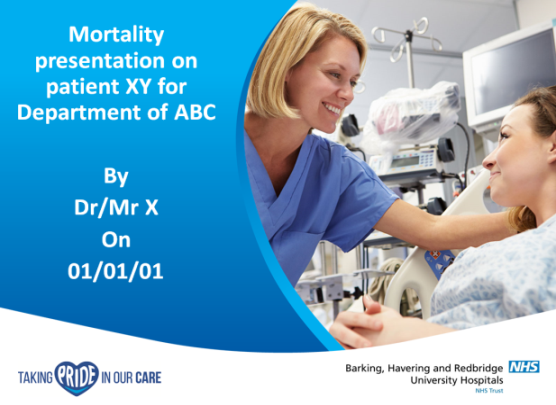 Mortality
presentation on
patient XY for
Department of ABC
By
Dr/Mr X
On
01/01/01
TAKING PRIDE IN OUR CARE
Barking, Havering and Redbridge NHS
University Hospitals
NHS Trust